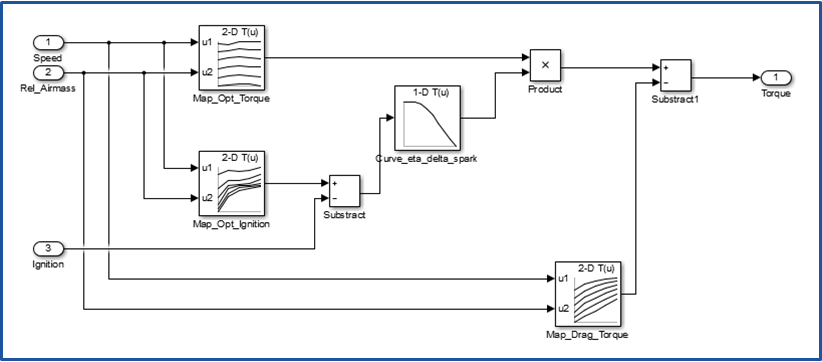 2-D T(u)
1
u1
Speed
2
u2
Rel_Airmass
Map_Opt_Torque
×
Product
+
−
Substract1
1
Torque
1-D T(u)
Curve_eta_delta_spark
2-D T(u)
u1
u2
Map_Opt_Ignition
+
−
Substract
3
Ignition
2-D T(u)
u1
u2
Map_Drag_Torque